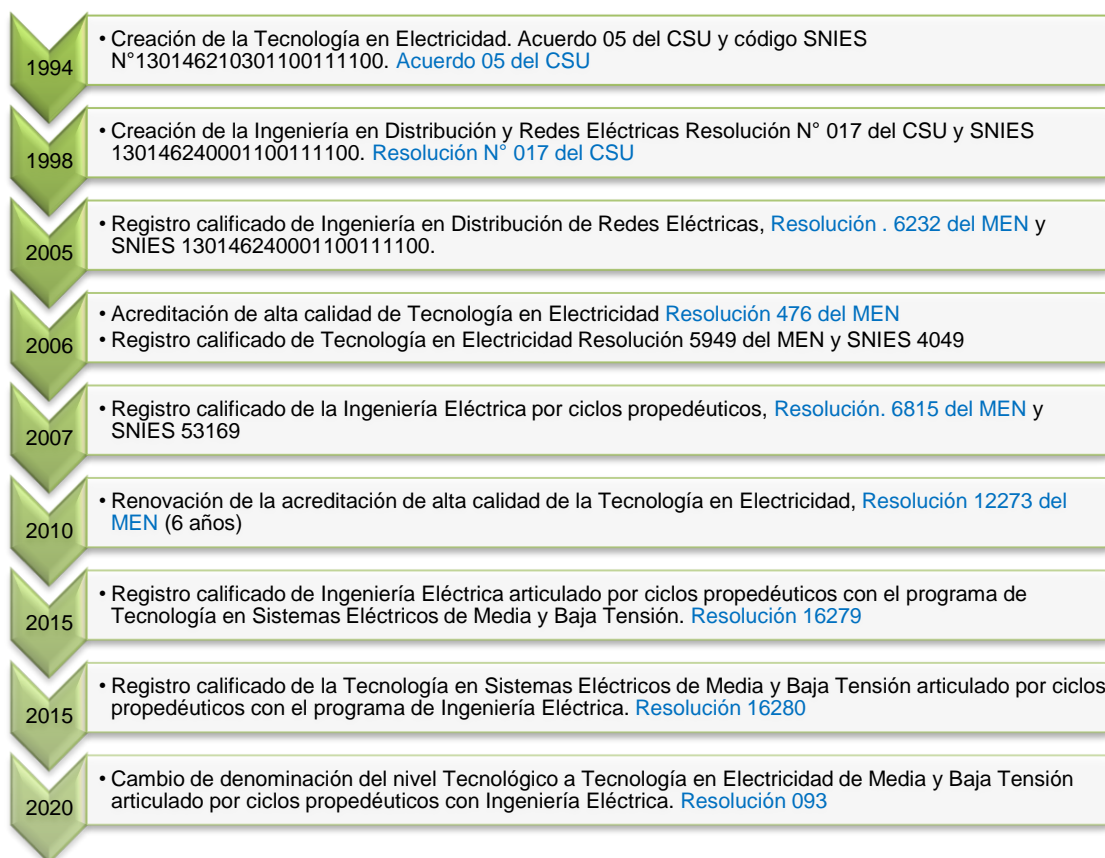 1994
• Creación de la Tecnología en Electricidad. Acuerdo 05 del CSU y código SNIES
N°130146210301100111100. Acuerdo 05 del CSU
1998
• Creación de la Ingeniería en Distribución y Redes Eléctricas Resolución N° 017 del CSU y SNIES
130146240001100111100. Resolución N° 017 del CSU
2005
• Registro calificado de Ingeniería en Distribución de Redes Eléctricas, Resolución . 6232 del MEN y
SNIES 130146240001100111100.
2006
• Acreditación de alta calidad de Tecnología en Electricidad Resolución 476 del MEN
• Registro calificado de Tecnología en Electricidad Resolución 5949 del MEN y SNIES 4049
2007
• Registro calificado de la Ingeniería Eléctrica por ciclos propedéuticos, Resolución. 6815 del MEN y
SNIES 53169
2010
• Renovación de la acreditación de alta calidad de la Tecnología en Electricidad, Resolución 12273 del
MEN (6 años)
2015
• Registro calificado de Ingeniería Eléctrica articulado por ciclos propedéuticos con el programa de
Tecnología en Sistemas Eléctricos de Media y Baja Tensión. Resolución 16279
2015
• Registro calificado de la Tecnología en Sistemas Eléctricos de Media y Baja Tensión articulado por ciclos
propedéuticos con el programa de Ingeniería Eléctrica. Resolución 16280
2020
• Cambio de denominación del nivel Tecnológico a Tecnología en Electricidad de Media y Baja Tensión
articulado por ciclos propedéuticos con Ingeniería Eléctrica. Resolución 093